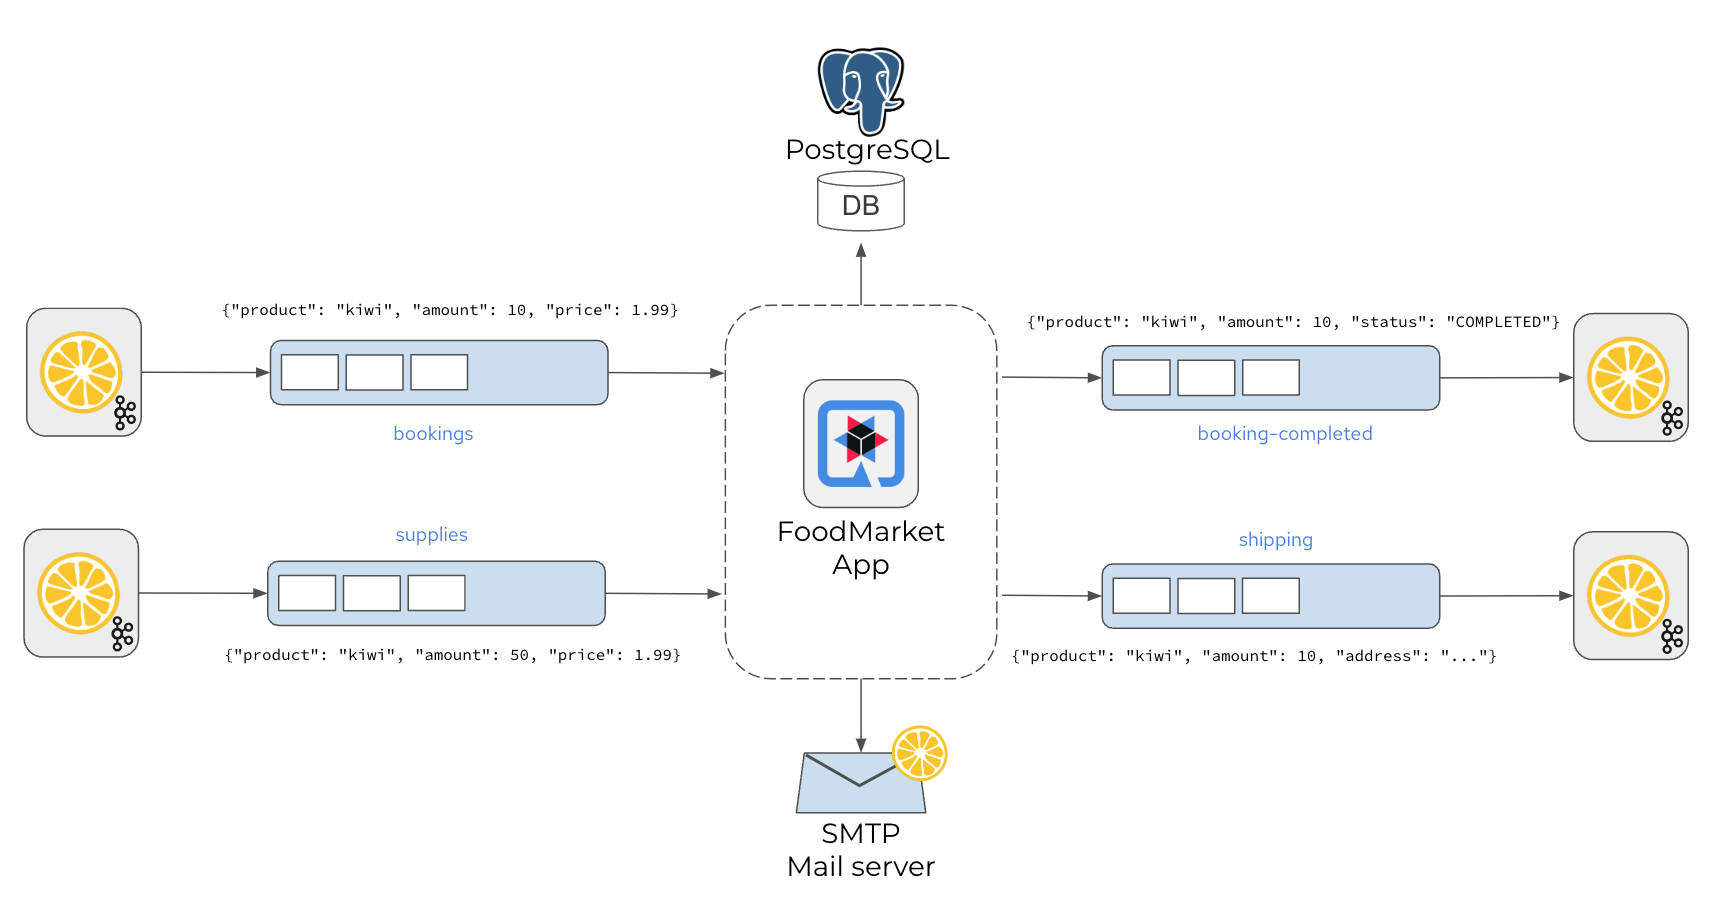 PostgreSQL
DB
{"product": "kiwi", "amount": 10, "price": 1.99}
bookings
{"product": "kiwi", "amount": 10, "status": "COMPLETED"}
booking-completed
FoodMarket
App
supplies
{"product": "kiwi", "amount": 50, "price": 1.99}
shipping
{"product": "kiwi", "amount": 10, "address": "..."}
SMTP
Mail server